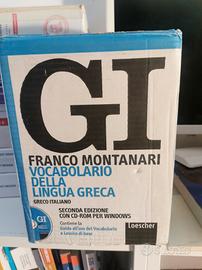 GI
FRANCO MONTANARI
VOCABOLARIO
DELLA
LINGUA GRECA
GRECO ITALIANO
SECONDA EDIZIONE
CON CD-ROM PER WINDOWS
GI
Contiene la
Guida all'uso del Vocabolario
e Lessico di base
Loescher